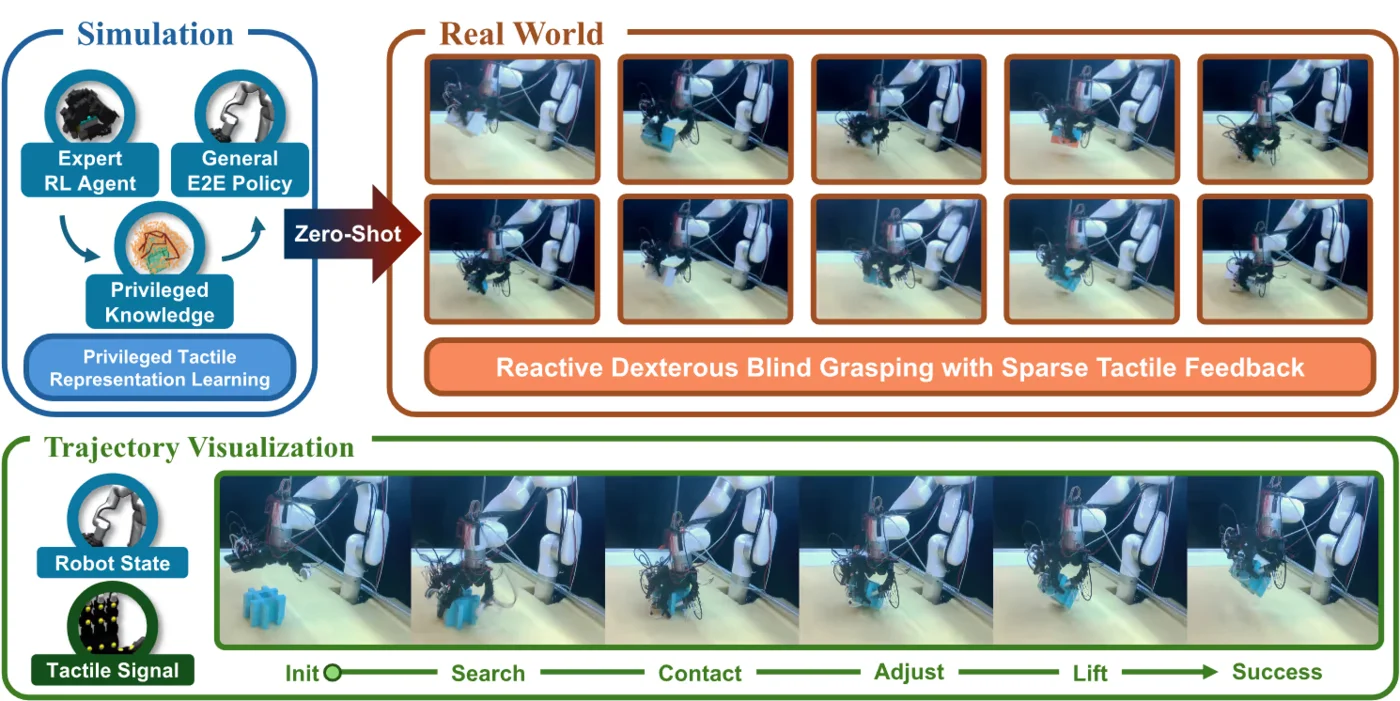 Simulation
Expert
RL Agent
General
E2E Policy
Privileged
Knowledge
Privileged Tactile
Representation Learning
Zero-Shot
Real World
Reactive Dexterous Blind Grasping with Sparse Tactile Feedback
Trajectory Visualization
Robot State
Tactile Signal
Init
Search
Contact
Adjust
Lift
Success